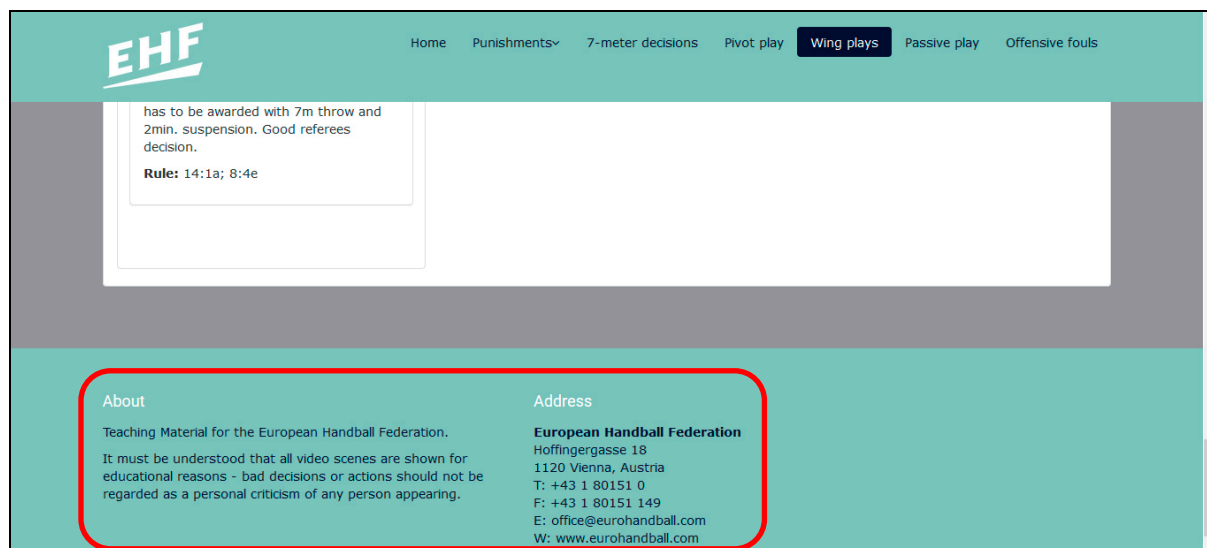 EHF
Home Punishments 7-meter decisions Pivot play Wing plays Passive play Offensive fouls
has to be awarded with 7m throw and
2min. suspension. Good referees
decision.
Rule: 14:1a; 8:4e
About
Teaching Material for the European Handball Federation.
It must be understood that all video scenes are shown for
educational reasons - bad decisions or actions should not be
regarded as a personal criticism of any person appearing.
Address
European Handball Federation
Hoffingergasse 18
1120 Vienna, Austria
T: +43 1 80151 0
F: +43 1 80151 149
E: office@eurohandball.com
W: www.eurohandball.com